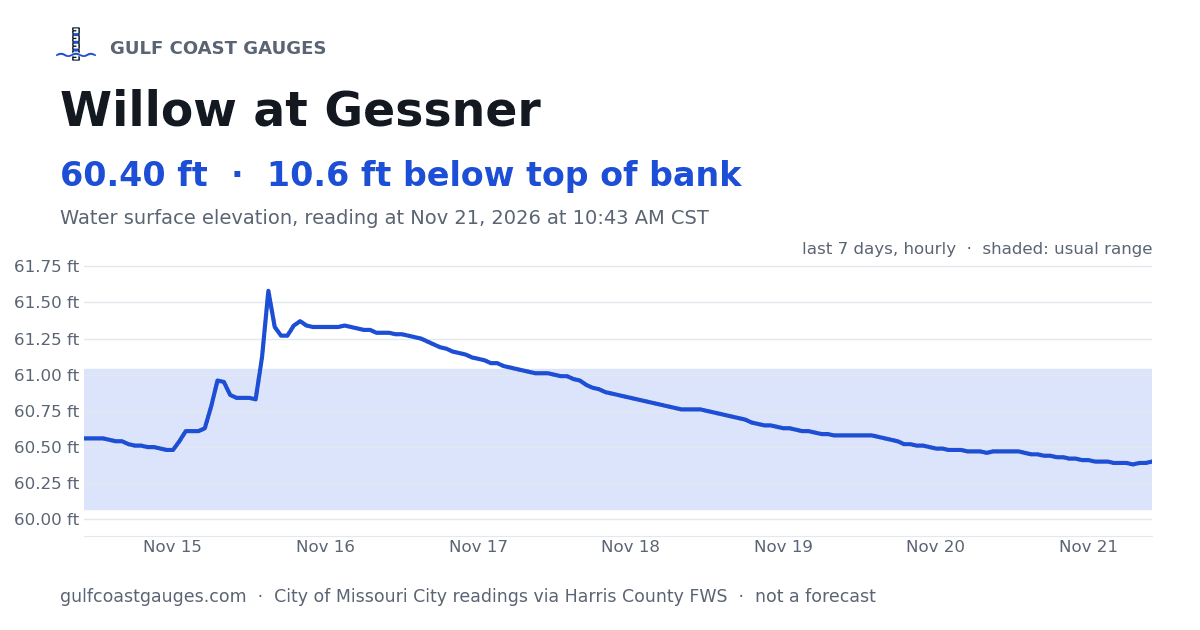 GULF COAST GAUGES
Willow at Gessner
60.40 ft · 10.6 ft below top of bank
Water surface elevation, reading at Nov 21, 2026 at 10:43 AM CST
last 7 days, hourly · shaded: usual range
61.75 ft
61.50 ft
61.25 ft
61.00 ft
60.75 ft
60.50 ft
60.25 ft
60.00 ft
Nov 15 Nov 16 Nov 17 Nov 18 Nov 19 Nov 20 Nov 21
gulfcoastgauges.com · City of Missouri City readings via Harris County FWS · not a forecast